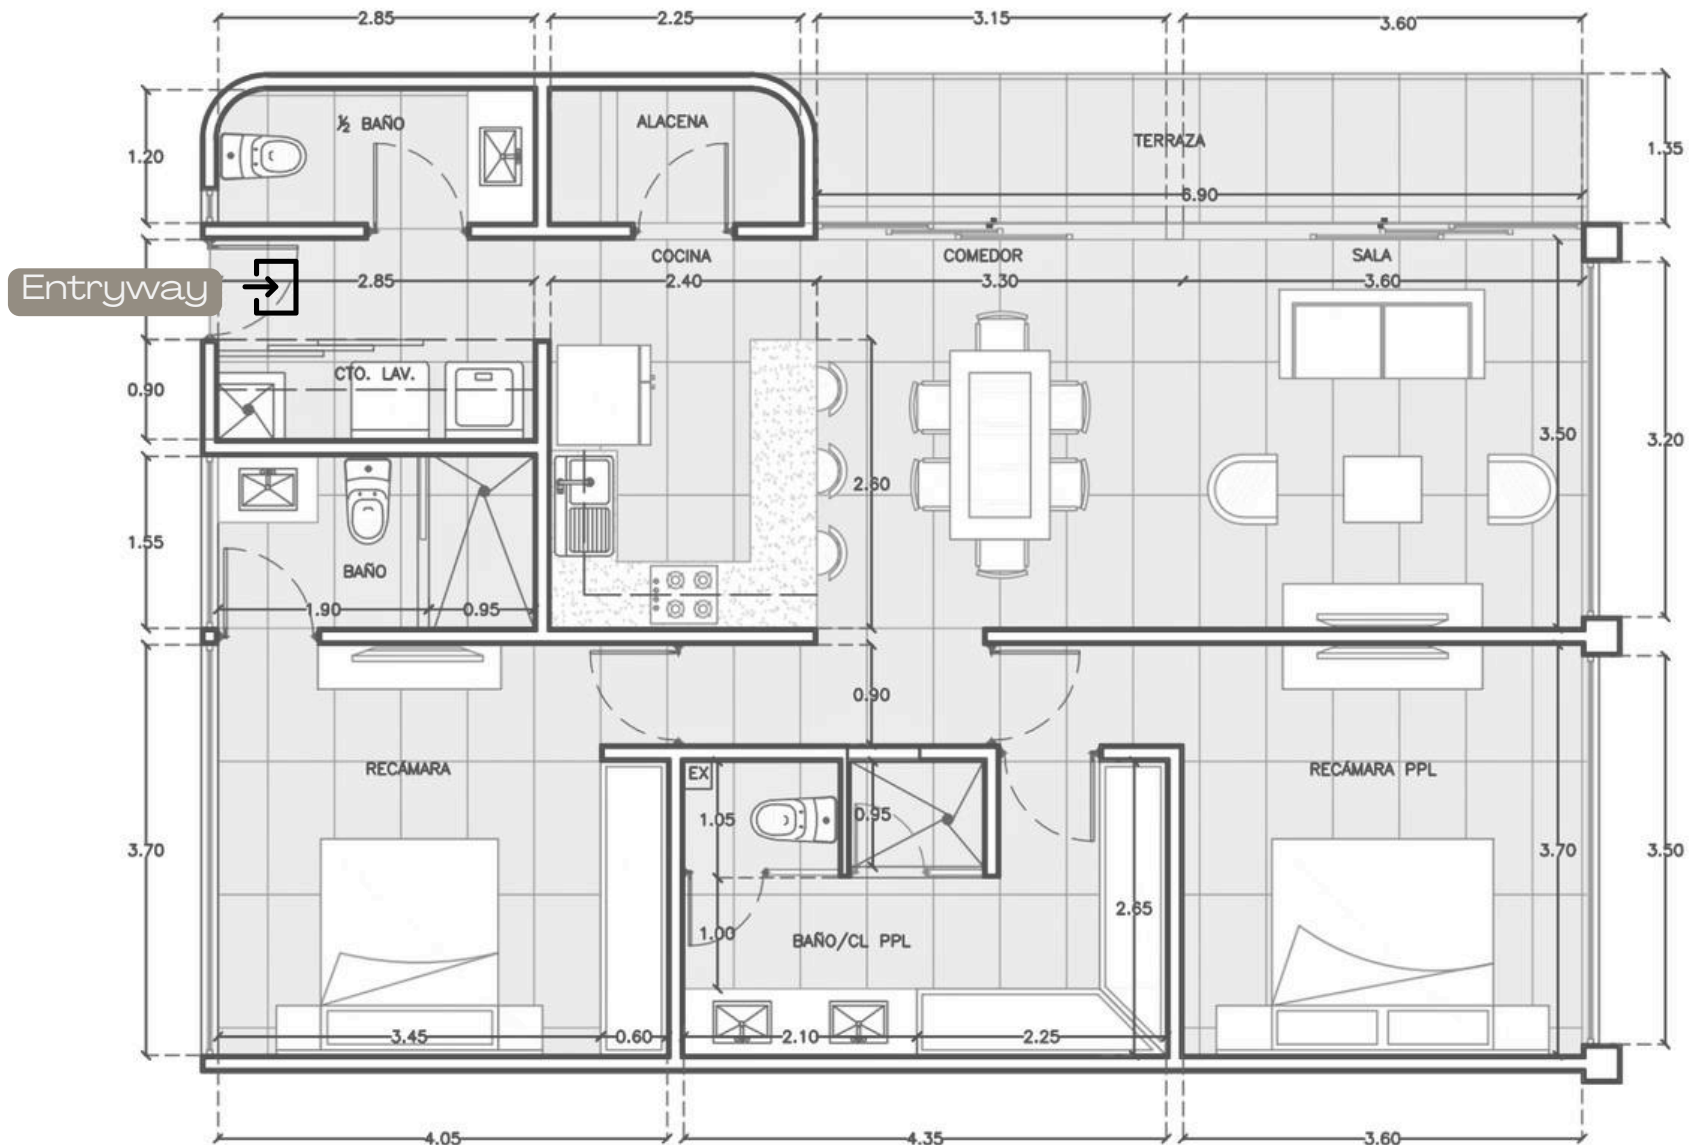 2.85
2.25
3.15
3.60
½ BAÑO
ALACENA
TERRAZA
1.20
1.35
6.90
COCINA
COMEDOR
SALA
Entryway
2.85
2.40
3.30
3.60
CTO. LAV.
0.90
3.50
3.20
2.60
1.55
BAÑO
1.90
0.95
0.90
RECÁMARA
EX
RECÁMARA PPL
1.05
0.95
3.70
3.70
3.50
2.65
1.00
BAÑO/CL PPL
3.45
0.60
2.10
2.25
4.05
4.35
3.60